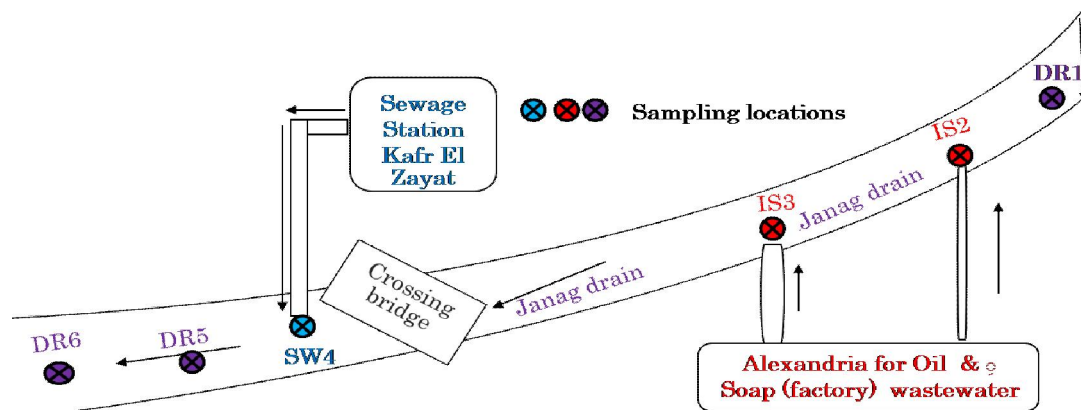 DR1
Sewage
Station
Kafr El
Zayat
Sampling locations
IS2
IS3
Janag drain
Crossing
bridge
Janag drain
DR6
DR5
SW4
Alexandria for Oil &
Soap (factory) wastewater